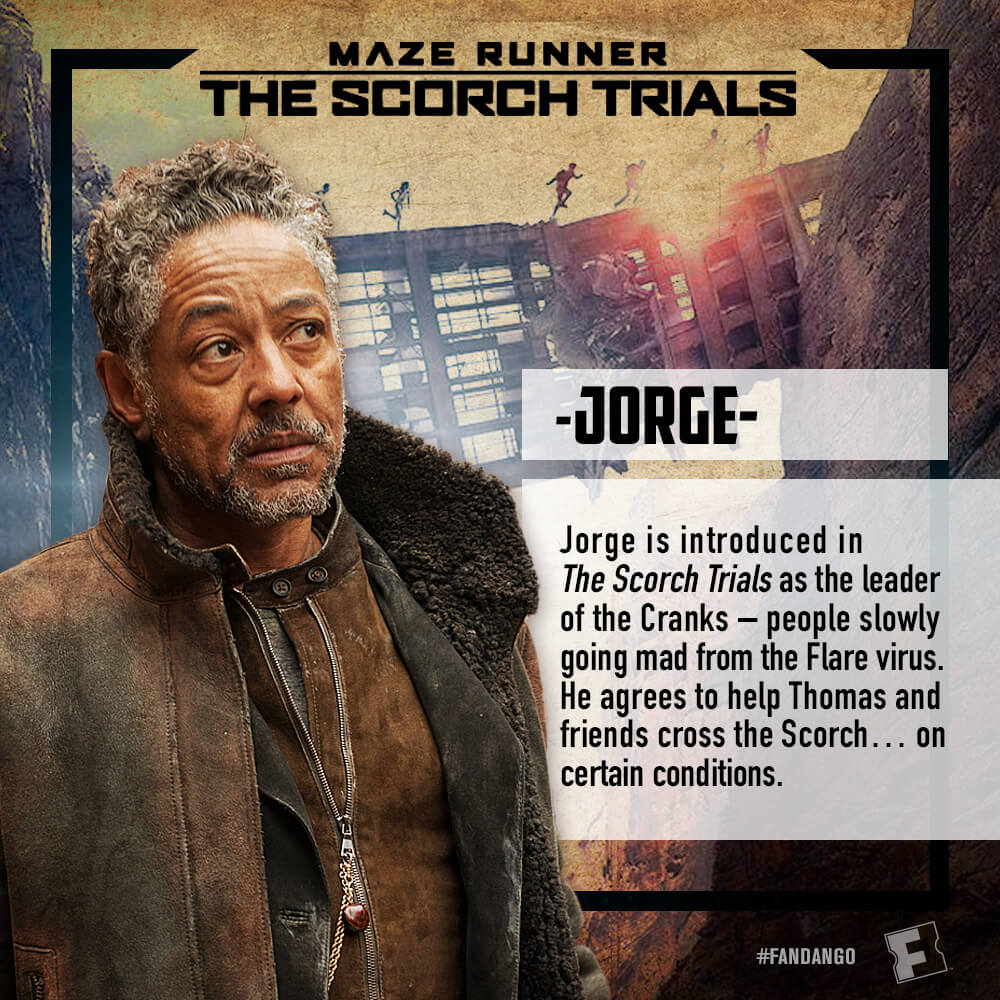 MAZE RUNNER
THE SCORCH TRIALS
-JORGE-
Jorge is introduced in
The Scorch Trials as the leader
of the Cranks – people slowly
going mad from the Flare virus.
He agrees to help Thomas and
friends cross the Scorch... on
certain conditions.
#FANDANGO
F